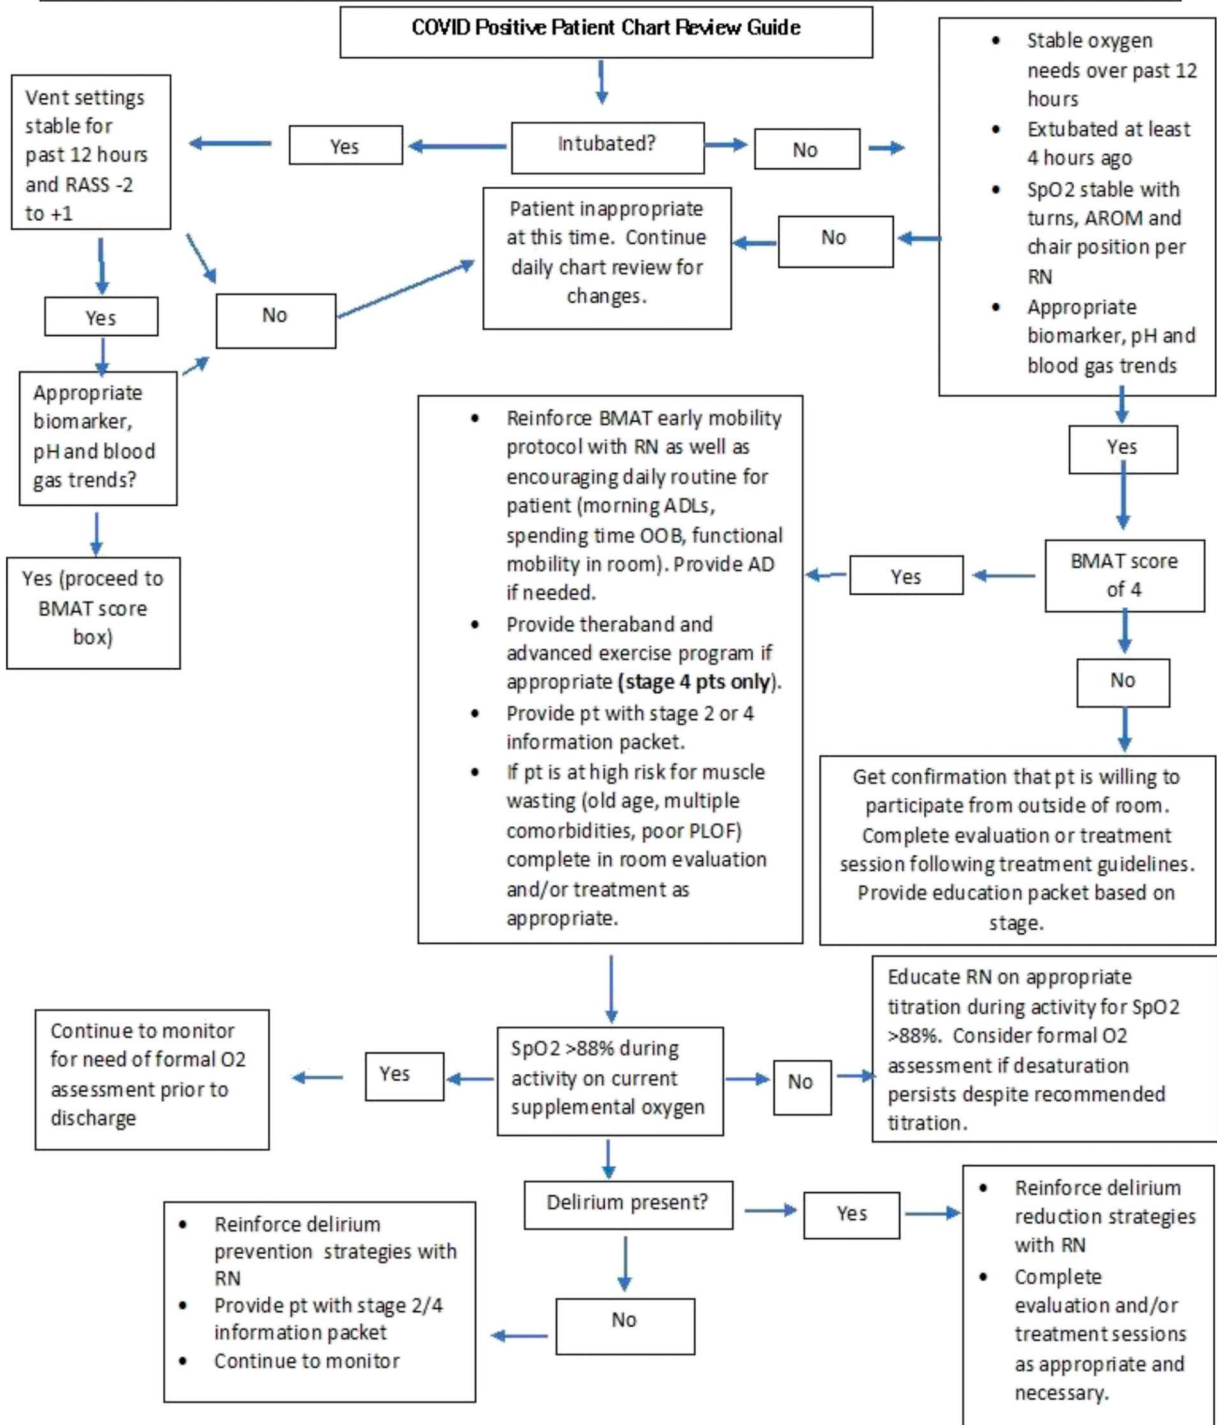 COVID Positive Patient Chart Review Guide
Intubated?
Yes
No
Vent settings
stable for
past 12 hours
and RASS -2
to +1
• Stable oxygen
needs over past 12
hours
• Extubated at least
4 hours ago
• SpO2 stable with
turns, AROM and
chair position per
RN
• Appropriate
biomarker, pH and
blood gas trends
Patient inappropriate
at this time. Continue
daily chart review for
changes.
No
No
Yes
Appropriate
biomarker,
pH and blood
gas trends?
Yes (proceed to
BMAT score
box)
Yes
BMAT score
of 4
Yes
No
• Reinforce BMAT early mobility
protocol with RN as well as
encouraging daily routine for
patient (morning ADLs,
spending time OOB, functional
mobility in room). Provide AD
if needed.
• Provide theraband and
advanced exercise program if
appropriate (stage 4 pts only).
• Provide pt with stage 2 or 4
information packet.
• If pt is at high risk for muscle
wasting (old age, multiple
comorbidities, poor PLOF)
complete in room evaluation
and/or treatment as
appropriate.
Get confirmation that pt is willing to
participate from outside of room.
Complete evaluation or treatment
session following treatment guidelines.
Provide education packet based on
stage.
SpO2 >88% during
activity on current
supplemental oxygen
Yes
Continue to monitor
for need of formal O2
assessment prior to
discharge
No
Educate RN on appropriate
titration during activity for SpO2
>88%. Consider formal O2
assessment if desaturation
persists despite recommended
titration.
Delirium present?
Yes
• Reinforce delirium
reduction strategies
with RN
• Complete
evaluation and/or
treatment sessions
as appropriate and
necessary.
No
• Reinforce delirium
prevention strategies with
RN
• Provide pt with stage 2/4
information packet
• Continue to monitor